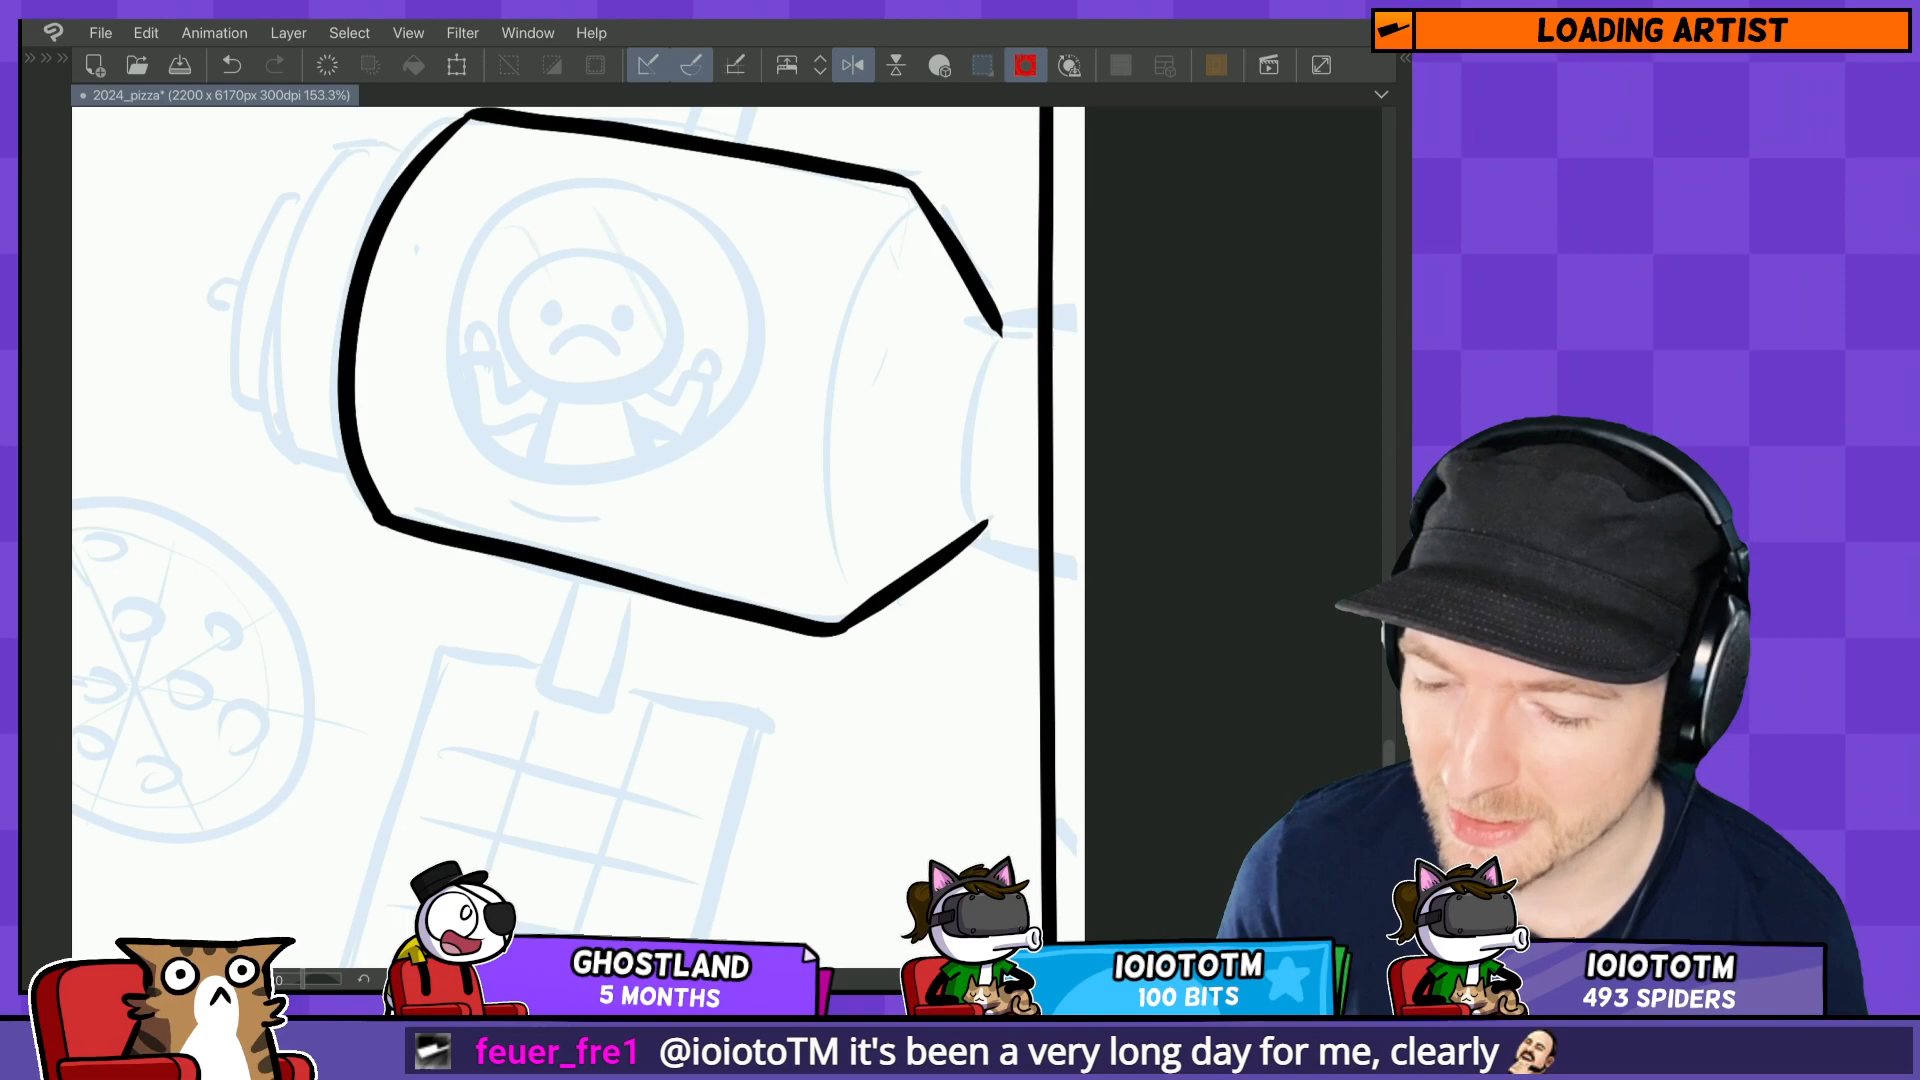 LOADING ARTIST
File Edit Animation Layer Select View Filter Window Help
2024_pizza* (2200 x 6170px 300dpi 153.3%)
GHOSTLAND
5 MONTHS
IOIOTOTM
100 BITS
IOIOTOTM
493 SPIDERS
feuer_fre1 @ioiotoTM it's been a very long day for me, clearly